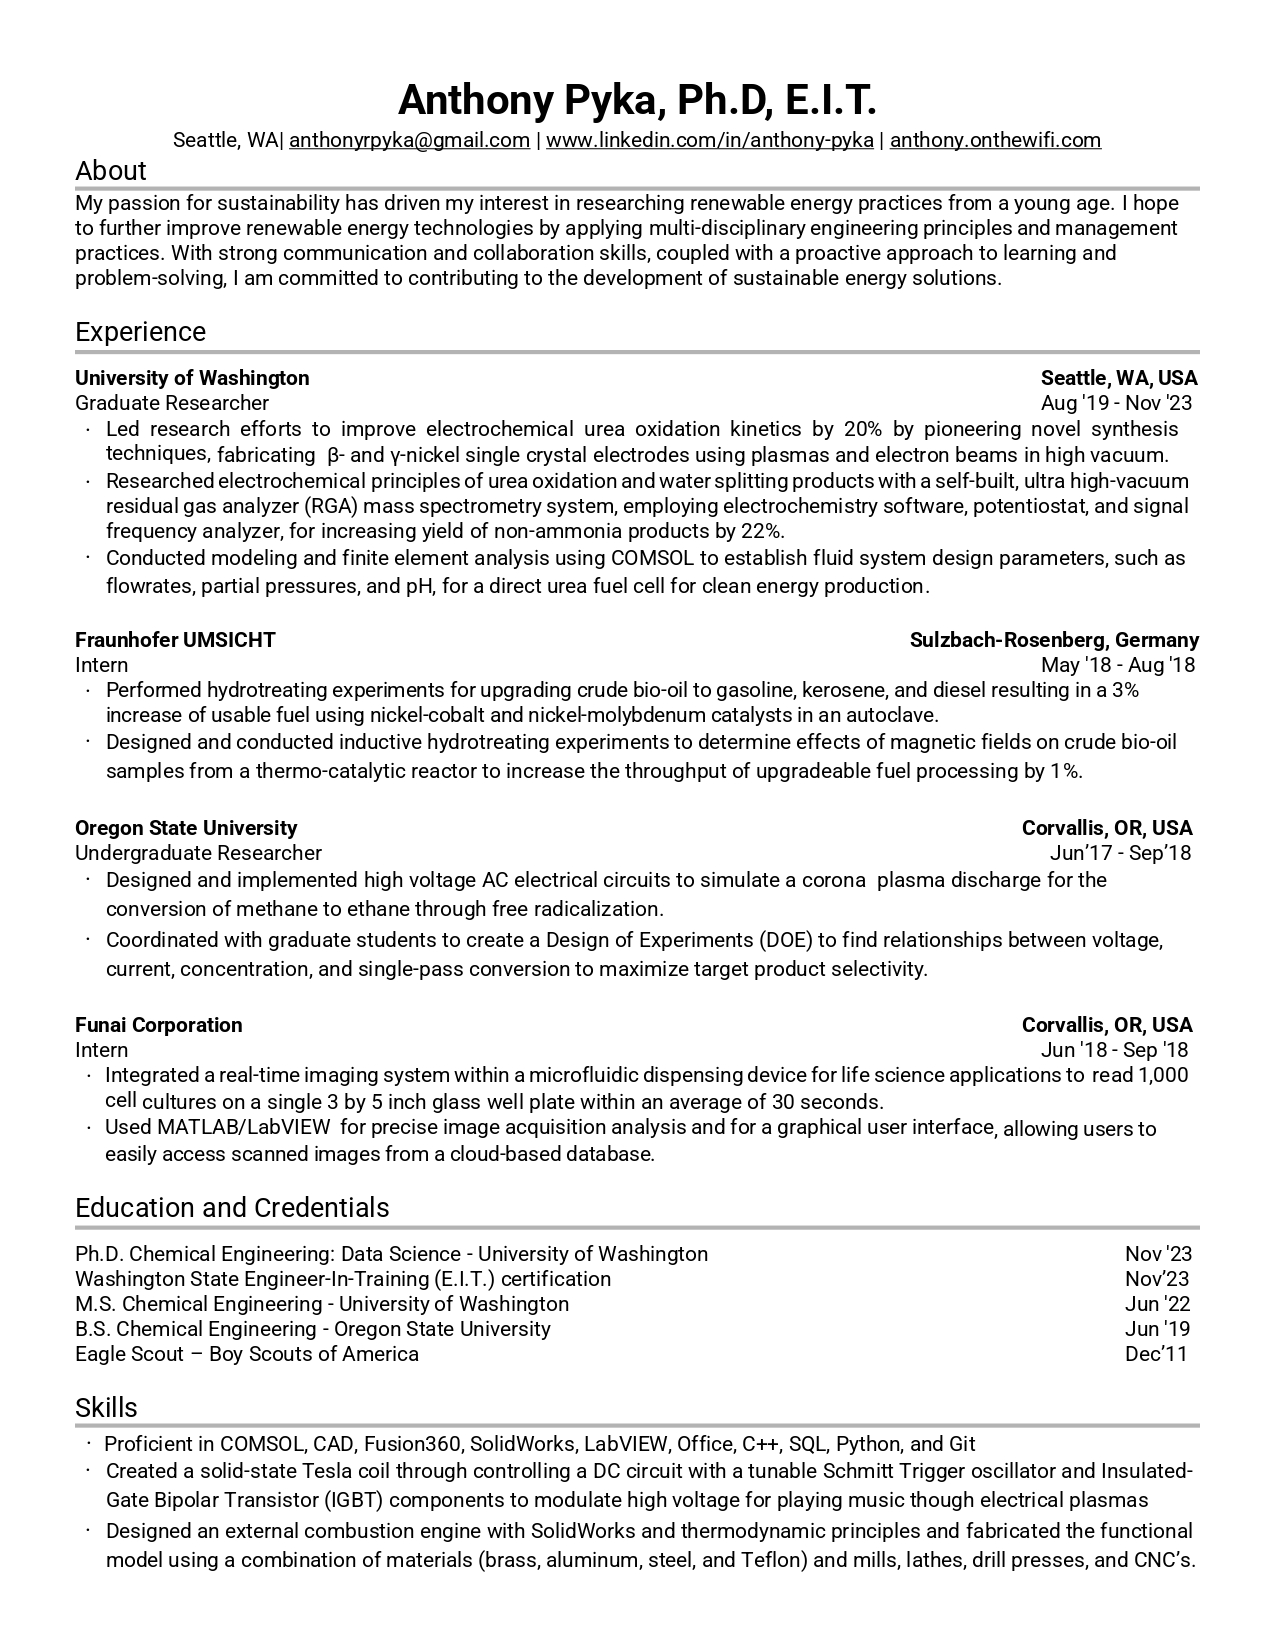 Anthony Pyka, Ph.D, E.I.T.
Seattle, WA| anthonyrpyka@gmail.com | www.linkedin.com/in/anthony-pyka | anthony.onthewifi.com
About
My passion for sustainability has driven my interest in researching renewable energy practices from a young age. I hope
to further improve renewable energy technologies by applying multi-disciplinary engineering principles and management
practices. With strong communication and collaboration skills, coupled with a proactive approach to learning and
problem-solving, I am committed to contributing to the development of sustainable energy solutions.
Experience
University of Washington Seattle, WA, USA
Graduate Researcher Aug '19 - Nov '23
· Led research efforts to improve electrochemical urea oxidation kinetics by 20% by pioneering novel synthesis
techniques, fabricating β- and γ-nickel single crystal electrodes using plasmas and electron beams in high vacuum.
· Researched electrochemical principles of urea oxidation and water splitting products with a self-built, ultra high-vacuum
residual gas analyzer (RGA) mass spectrometry system, employing electrochemistry software, potentiostat, and signal
frequency analyzer, for increasing yield of non-ammonia products by 22%.
· Conducted modeling and finite element analysis using COMSOL to establish fluid system design parameters, such as
flowrates, partial pressures, and pH, for a direct urea fuel cell for clean energy production.
Fraunhofer UMSICHT Sulzbach-Rosenberg, Germany
Intern May '18 - Aug '18
· Performed hydrotreating experiments for upgrading crude bio-oil to gasoline, kerosene, and diesel resulting in a 3%
increase of usable fuel using nickel-cobalt and nickel-molybdenum catalysts in an autoclave.
· Designed and conducted inductive hydrotreating experiments to determine effects of magnetic fields on crude bio-oil
samples from a thermo-catalytic reactor to increase the throughput of upgradeable fuel processing by 1%.
Oregon State University Corvallis, OR, USA
Undergraduate Researcher Jun’17 - Sep’18
· Designed and implemented high voltage AC electrical circuits to simulate a corona plasma discharge for the
conversion of methane to ethane through free radicalization.
· Coordinated with graduate students to create a Design of Experiments (DOE) to find relationships between voltage,
current, concentration, and single-pass conversion to maximize target product selectivity.
Funai Corporation Corvallis, OR, USA
Intern Jun '18 - Sep '18
· Integrated a real-time imaging system within a microfluidic dispensing device for life science applications to read 1,000
cell cultures on a single 3 by 5 inch glass well plate within an average of 30 seconds.
· Used MATLAB/LabVIEW for precise image acquisition analysis and for a graphical user interface, allowing users to
easily access scanned images from a cloud-based database.
Education and Credentials
Ph.D. Chemical Engineering: Data Science - University of Washington Nov '23
Washington State Engineer-In-Training (E.I.T.) certification Nov’23
M.S. Chemical Engineering - University of Washington Jun '22
B.S. Chemical Engineering - Oregon State University Jun '19
Eagle Scout – Boy Scouts of America Dec’11
Skills
· Proficient in COMSOL, CAD, Fusion360, SolidWorks, LabVIEW, Office, C++, SQL, Python, and Git
· Created a solid-state Tesla coil through controlling a DC circuit with a tunable Schmitt Trigger oscillator and Insulated-
Gate Bipolar Transistor (IGBT) components to modulate high voltage for playing music though electrical plasmas
· Designed an external combustion engine with SolidWorks and thermodynamic principles and fabricated the functional
model using a combination of materials (brass, aluminum, steel, and Teflon) and mills, lathes, drill presses, and CNC’s.